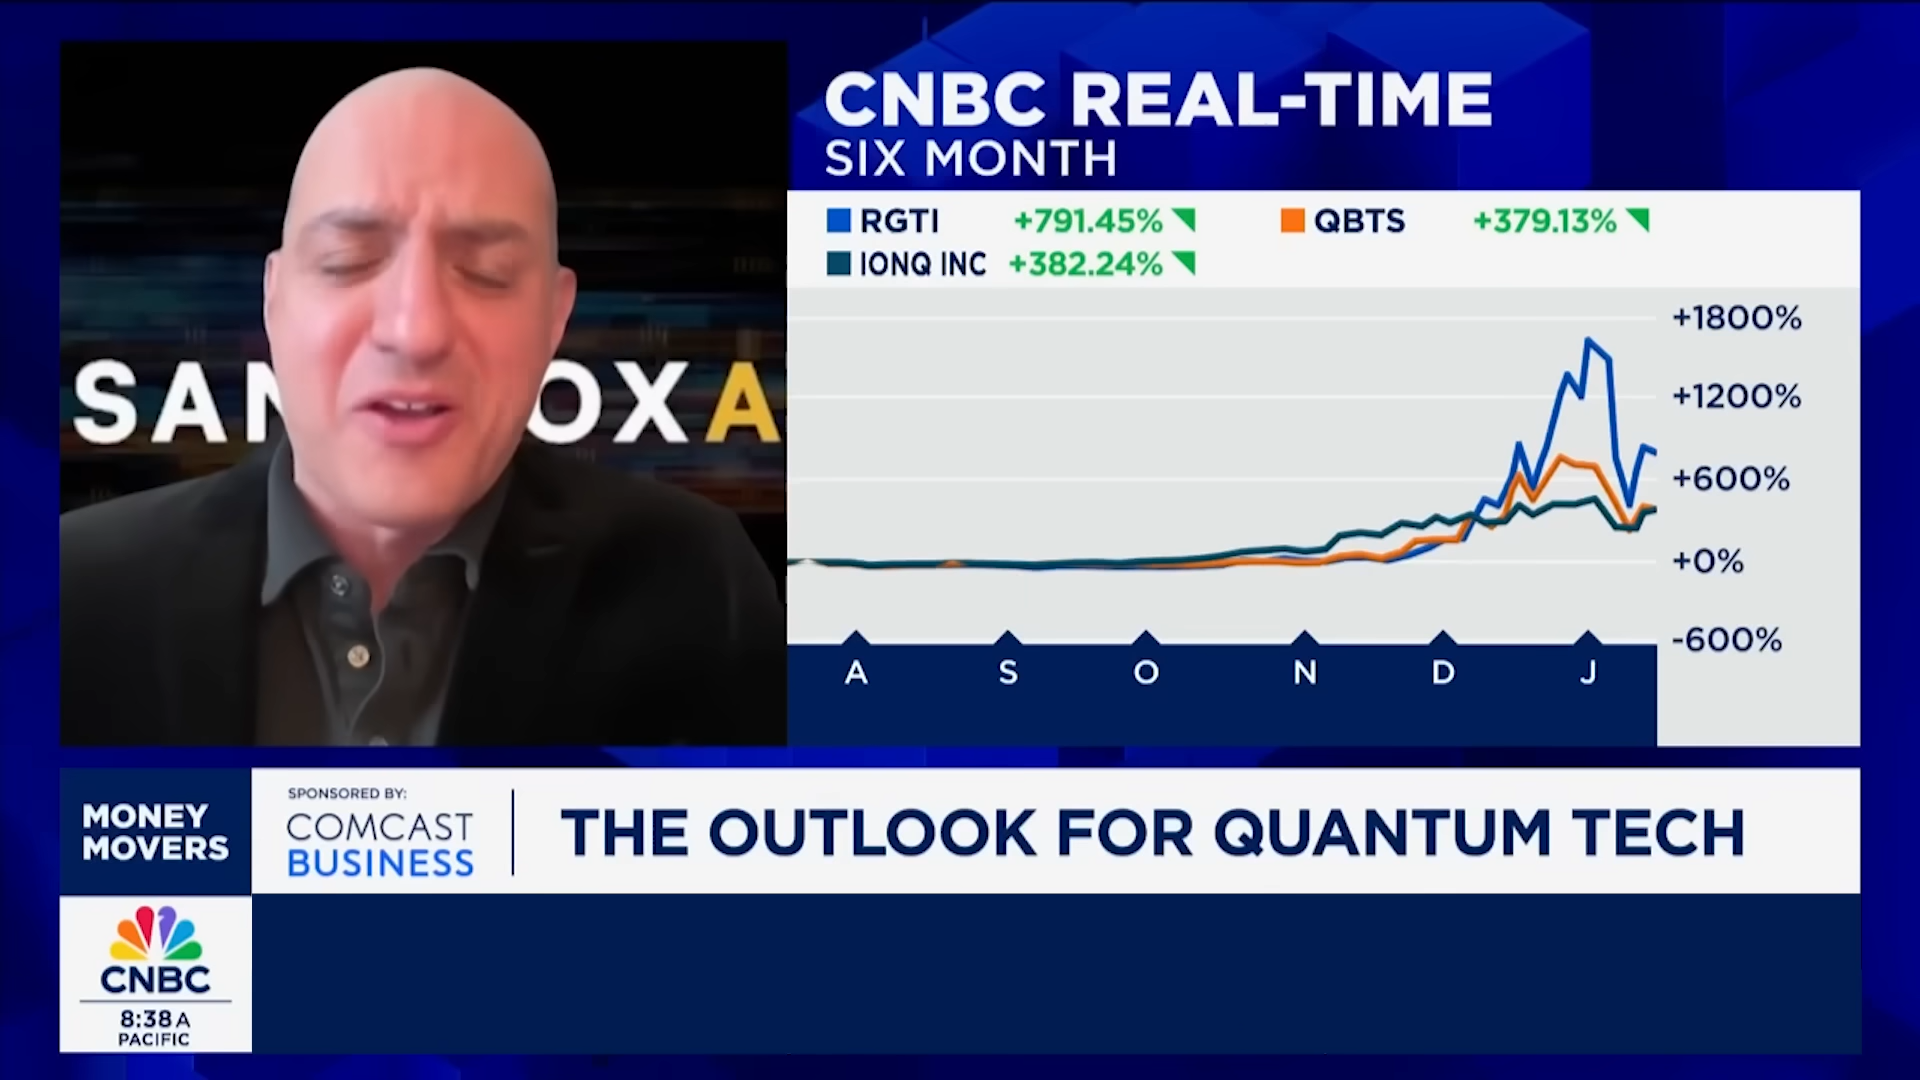 SAN OXA
CNBC REAL-TIME
SIX MONTH
RGTI +791.45% QBTS +379.13%
IONQ INC +382.24%
+1800%
+1200%
+600%
+0%
-600%
A S O N D J
MONEY
MOVERS
SPONSORED BY:
COMCAST
BUSINESS
THE OUTLOOK FOR QUANTUM TECH
CNBC
8:38A
PACIFIC